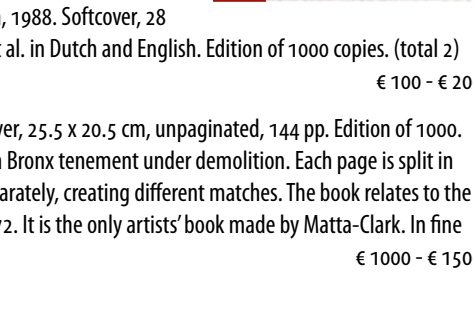 , 1988. Softcover, 28
et al. in Dutch and English. Edition of 1000 copies. (total 2)
€ 100 - € 20
ver, 25.5 x 20.5 cm, unpaginated, 144 pp. Edition of 1000.
Bronx tenement under demolition. Each page is split in
arately, creating different matches. The book relates to the
72. It is the only artists’ book made by Matta-Clark. In fine
€ 1000 - € 150